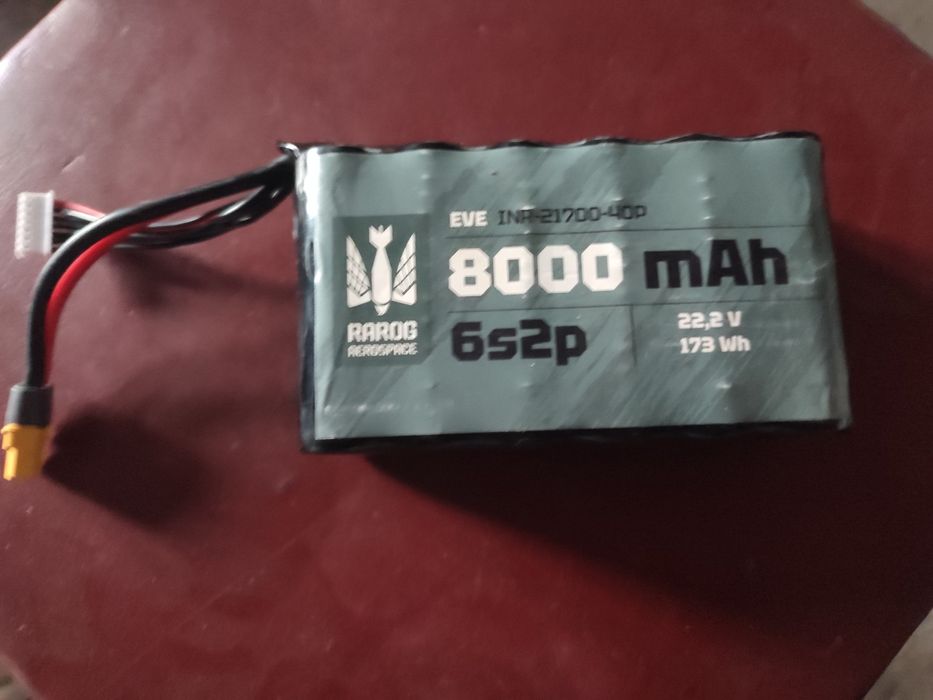 EVE INR-21700-40P
8000 mAh
6s2p
22,2 V
173 Wh
RAROG
AEROSPACE